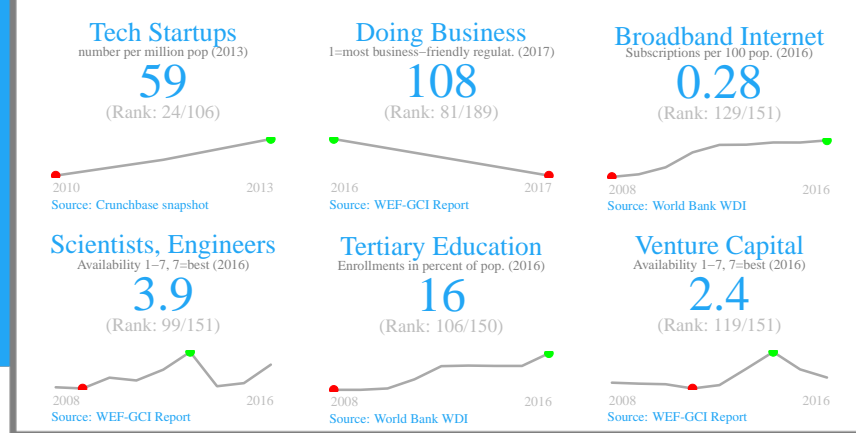 Tech Startups
number per million pop (2013)
59
(Rank: 24/106)
2010 2013
Source: Crunchbase snapshot
Doing Business
1=most business–friendly regulat. (2017)
108
(Rank: 81/189)
2016 2017
Source: WEF-GCI Report
Broadband Internet
Subscriptions per 100 pop. (2016)
0.28
(Rank: 129/151)
2008 2016
Source: World Bank WDI
Scientists, Engineers
Availability 1–7, 7=best (2016)
3.9
(Rank: 99/151)
2008 2016
Source: WEF-GCI Report
Tertiary Education
Enrollments in percent of pop. (2016)
16
(Rank: 106/150)
2008 2016
Source: World Bank WDI
Venture Capital
Availability 1–7, 7=best (2016)
2.4
(Rank: 119/151)
2008 2016
Source: WEF-GCI Report